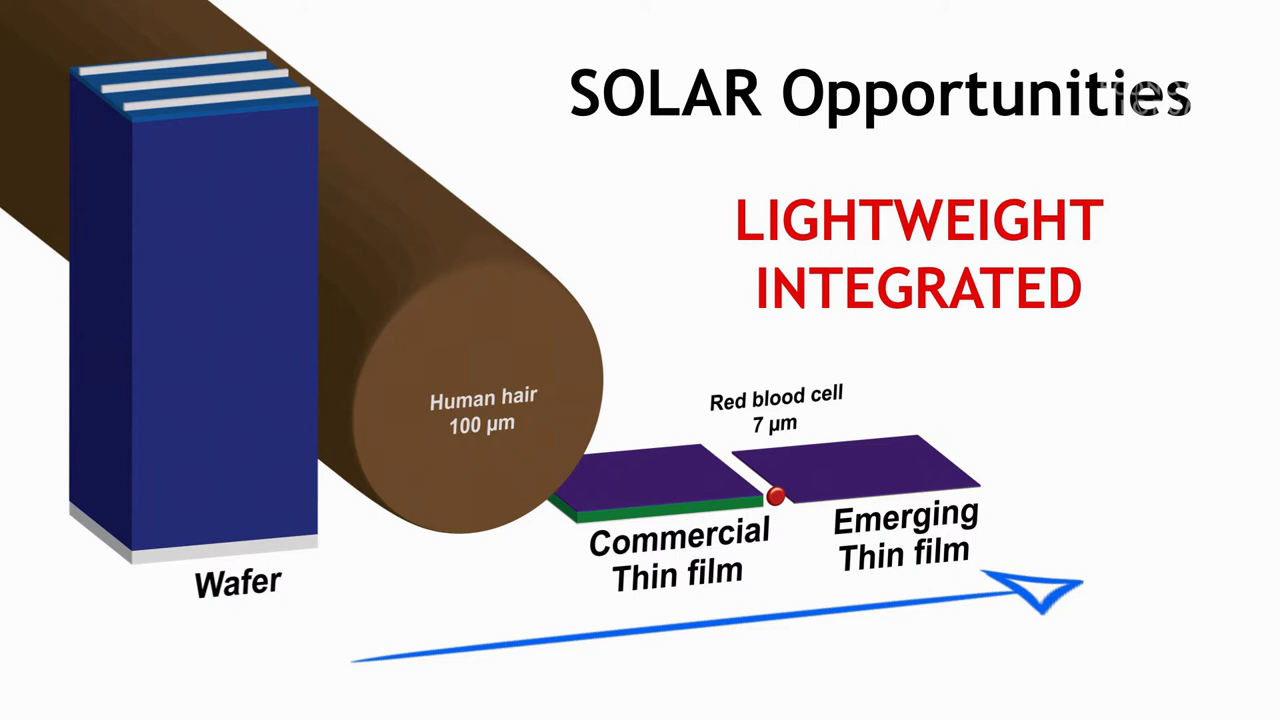 SOLAR Opportunities
LIGHTWEIGHT
INTEGRATED
Human hair
100 µm
Red blood cell
7 µm
Commercial
Thin film
Emerging
Thin film
Wafer